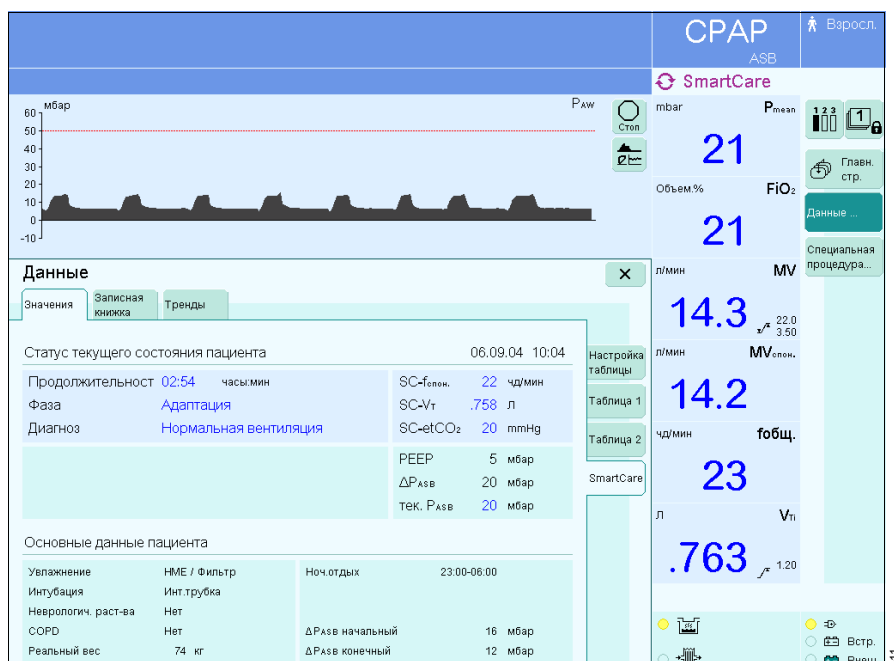 CPAP
ASB
Взросл.
SmartCare
мбар
PAW
60
50
40
30
20
10
0
-10
Стоп
mbar Pmean
21
Объем.% FiO2
21
л/мин MV
14.3
22.0
3.50
л/мин MVспон.
14.2
чд/мин fобщ.
23
л VTi
.763
1.20
1 2 3
1
Главн.
стр.
Данные ...
Специальная
процедура...
Данные
Значения
Записная
книжка
Тренды
Статус текущего состояния пациента 06.09.04 10:04
Продолжительност 02:54 часы:мин
Фаза Адаптация
Диагноз Нормальная вентиляция
SC-fспон. 22 чд/мин
SC-VT .758 л
SC-etCO2 20 mmHg
PEEP 5 мбар
ΔPASB 20 мбар
тек. PASB 20 мбар
Настройка
таблицы
Таблица 1
Таблица 2
SmartCare
Основные данные пациента
Увлажнение HME / Фильтр
Интубация Инт.трубка
Неврологич. раст-ва Нет
COPD Нет
Реальный вес 74 кг
Ноч.отдых 23:00-06:00
ΔPASB начальный 16 мбар
ΔPASB конечный 12 мбар
Встр.